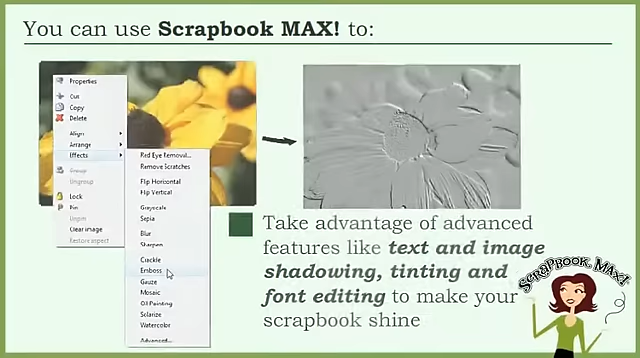 You can use Scrapbook MAX! to:
Properties
Cut
Copy
Delete
Align
Arrange
Effects
Group
Ungroup
Lock
Pin
Unpin
Clear image
Restore aspect
Red Eye Removal...
Remove Scratches
Flip Horizontal
Flip Vertical
Grayscale
Sepia
Blur
Sharpen
Crackle
Emboss
Gauze
Mosaic
Oil Painting
Solarize
Watercolor
Advanced...
Take advantage of advanced
features like text and image
shadowing, tinting and
font editing to make your
scrapbook shine
SCRAPBOOK MAX!